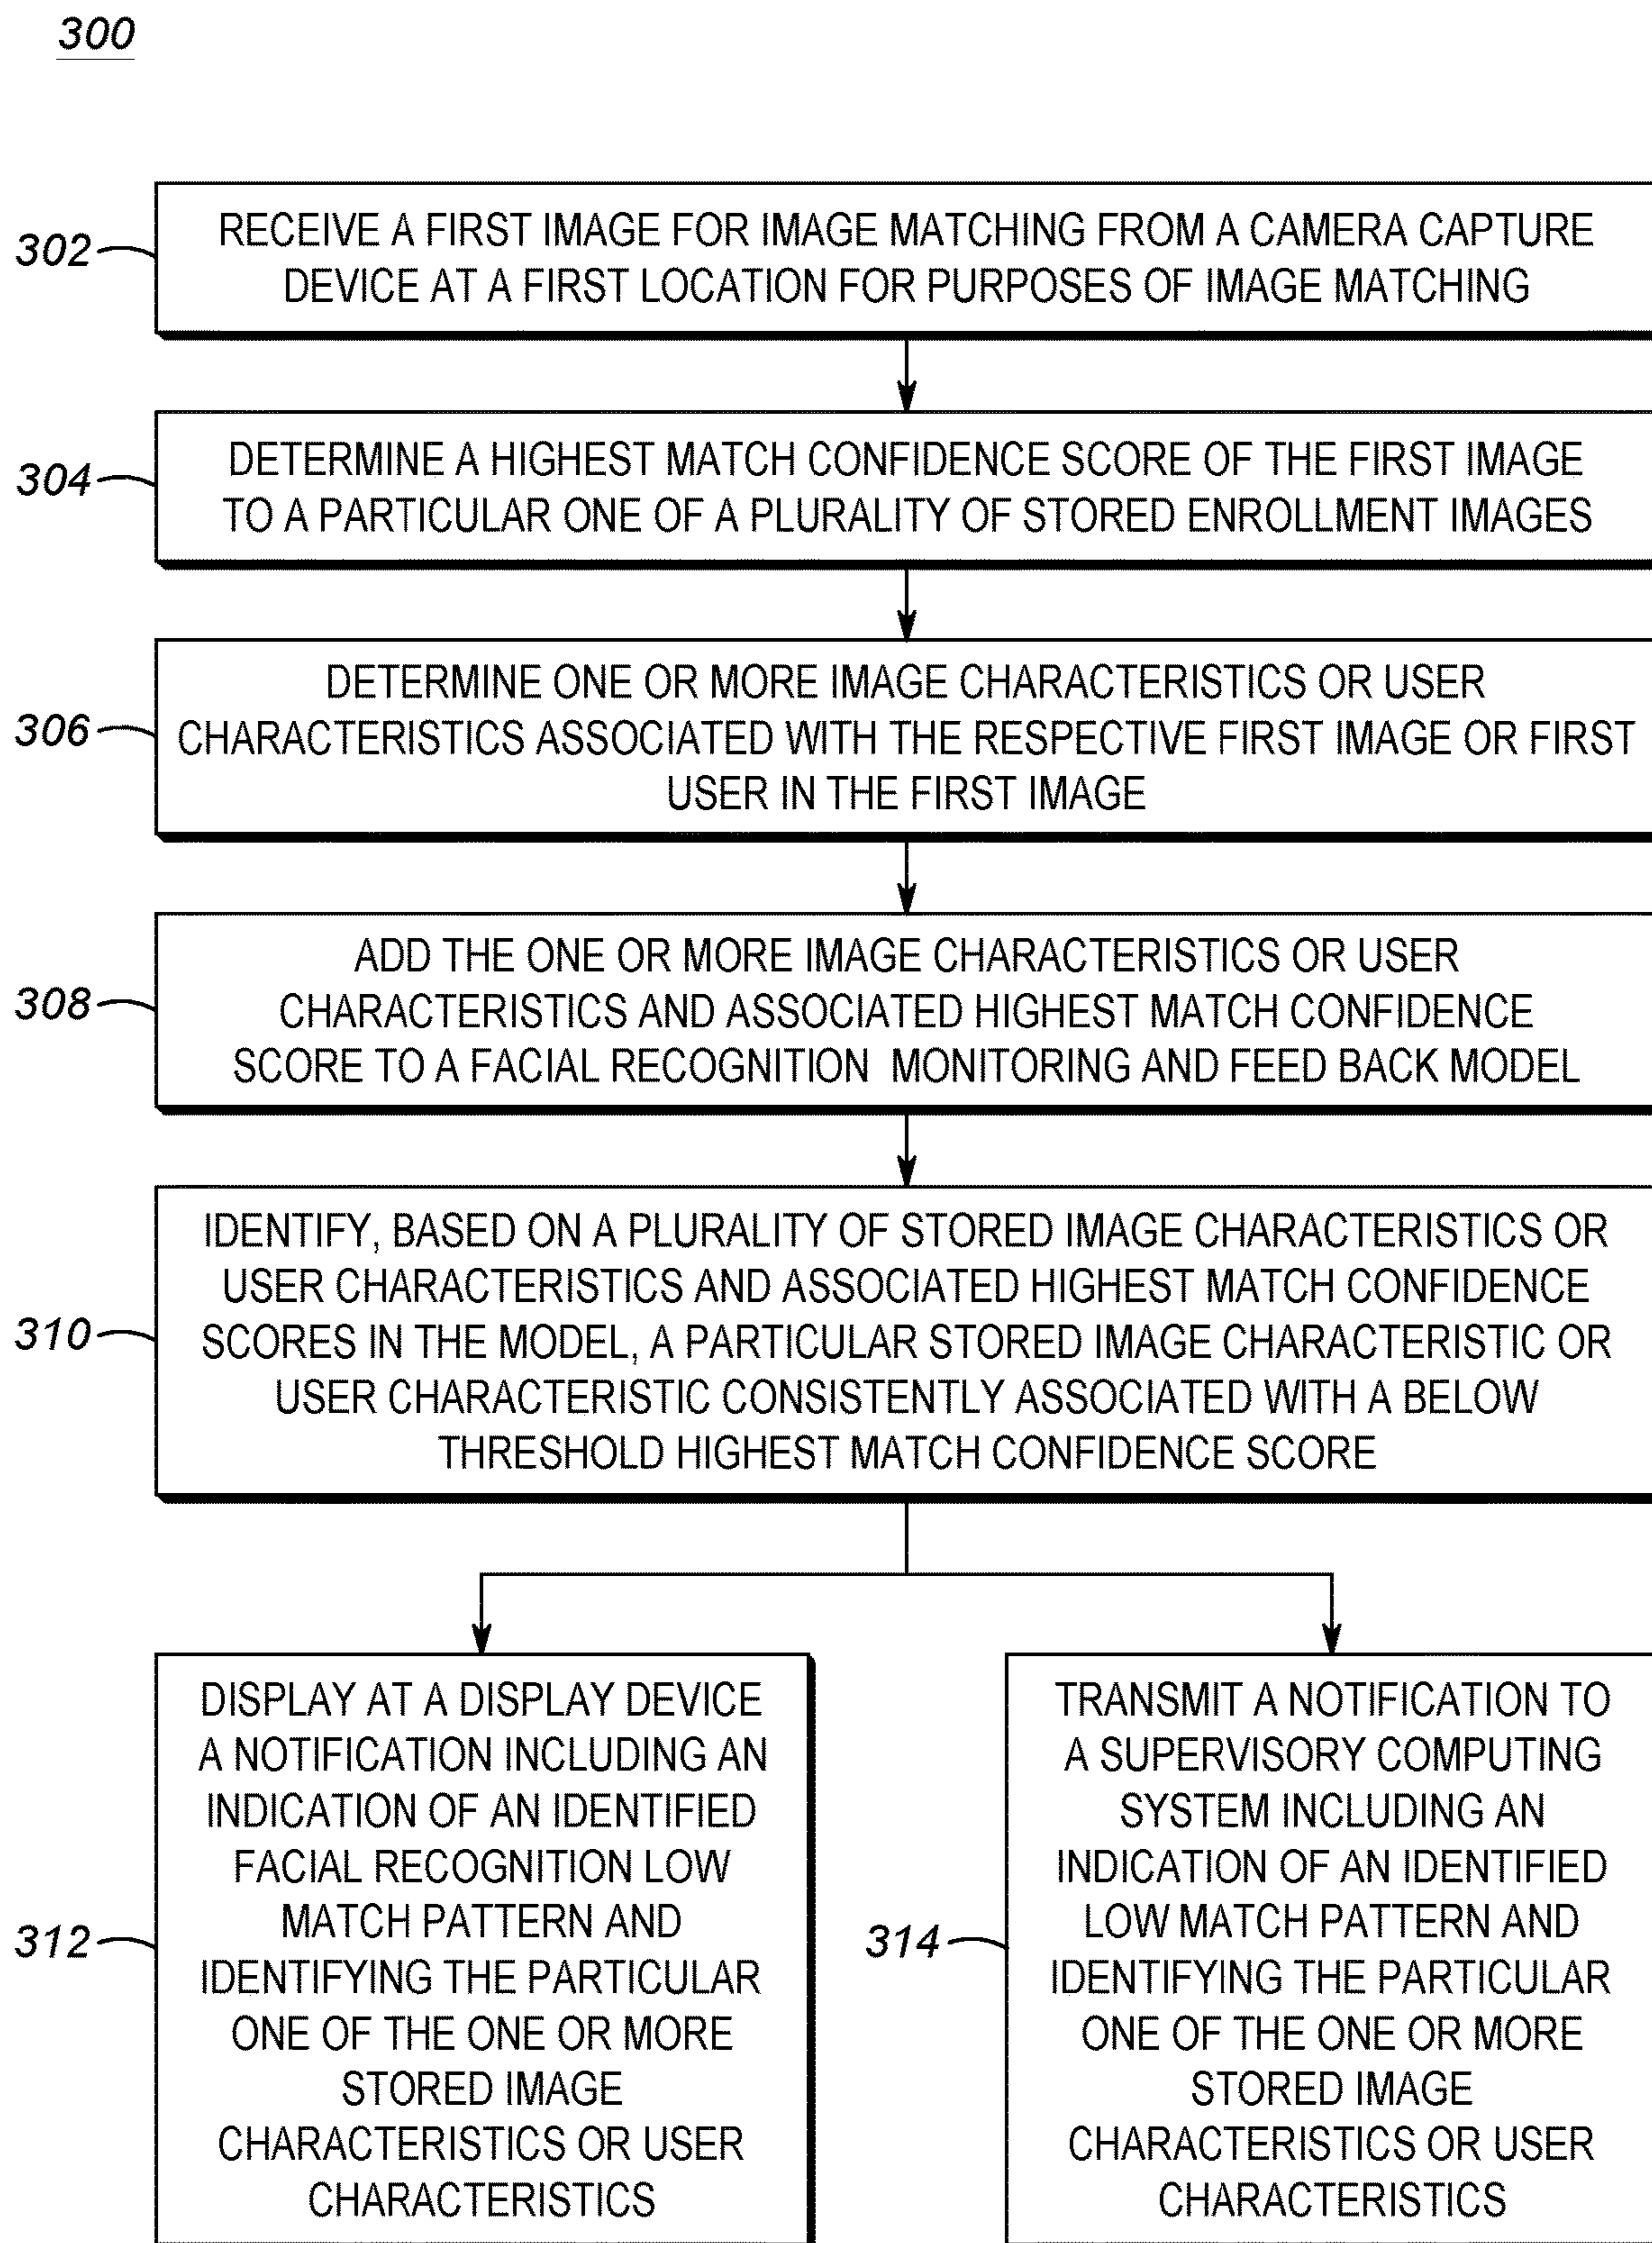 300
302
RECEIVE A FIRST IMAGE FOR IMAGE MATCHING FROM A CAMERA CAPTURE
DEVICE AT A FIRST LOCATION FOR PURPOSES OF IMAGE MATCHING
304
DETERMINE A HIGHEST MATCH CONFIDENCE SCORE OF THE FIRST IMAGE
TO A PARTICULAR ONE OF A PLURALITY OF STORED ENROLLMENT IMAGES
306
DETERMINE ONE OR MORE IMAGE CHARACTERISTICS OR USER
CHARACTERISTICS ASSOCIATED WITH THE RESPECTIVE FIRST IMAGE OR FIRST
USER IN THE FIRST IMAGE
308
ADD THE ONE OR MORE IMAGE CHARACTERISTICS OR USER
CHARACTERISTICS AND ASSOCIATED HIGHEST MATCH CONFIDENCE
SCORE TO A FACIAL RECOGNITION MONITORING AND FEED BACK MODEL
310
IDENTIFY, BASED ON A PLURALITY OF STORED IMAGE CHARACTERISTICS OR
USER CHARACTERISTICS AND ASSOCIATED HIGHEST MATCH CONFIDENCE
SCORES IN THE MODEL, A PARTICULAR STORED IMAGE CHARACTERISTIC OR
USER CHARACTERISTIC CONSISTENTLY ASSOCIATED WITH A BELOW
THRESHOLD HIGHEST MATCH CONFIDENCE SCORE
312
DISPLAY AT A DISPLAY DEVICE
A NOTIFICATION INCLUDING AN
INDICATION OF AN IDENTIFIED
FACIAL RECOGNITION LOW
MATCH PATTERN AND
IDENTIFYING THE PARTICULAR
ONE OF THE ONE OR MORE
STORED IMAGE
CHARACTERISTICS OR USER
CHARACTERISTICS
314
TRANSMIT A NOTIFICATION TO
A SUPERVISORY COMPUTING
SYSTEM INCLUDING AN
INDICATION OF AN IDENTIFIED
LOW MATCH PATTERN AND
IDENTIFYING THE PARTICULAR
ONE OF THE ONE OR MORE
STORED IMAGE
CHARACTERISTICS OR USER
CHARACTERISTICS